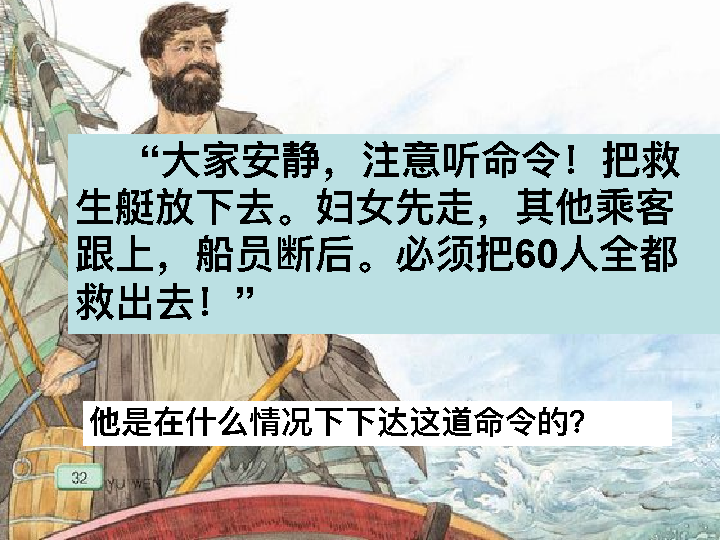 “大家安静，注意听命令！把救
生艇放下去。妇女先走，其他乘客
跟上，船员断后。必须把60人全都
救出去！”
他是在什么情况下下达这道命令的？
32
YU WEN